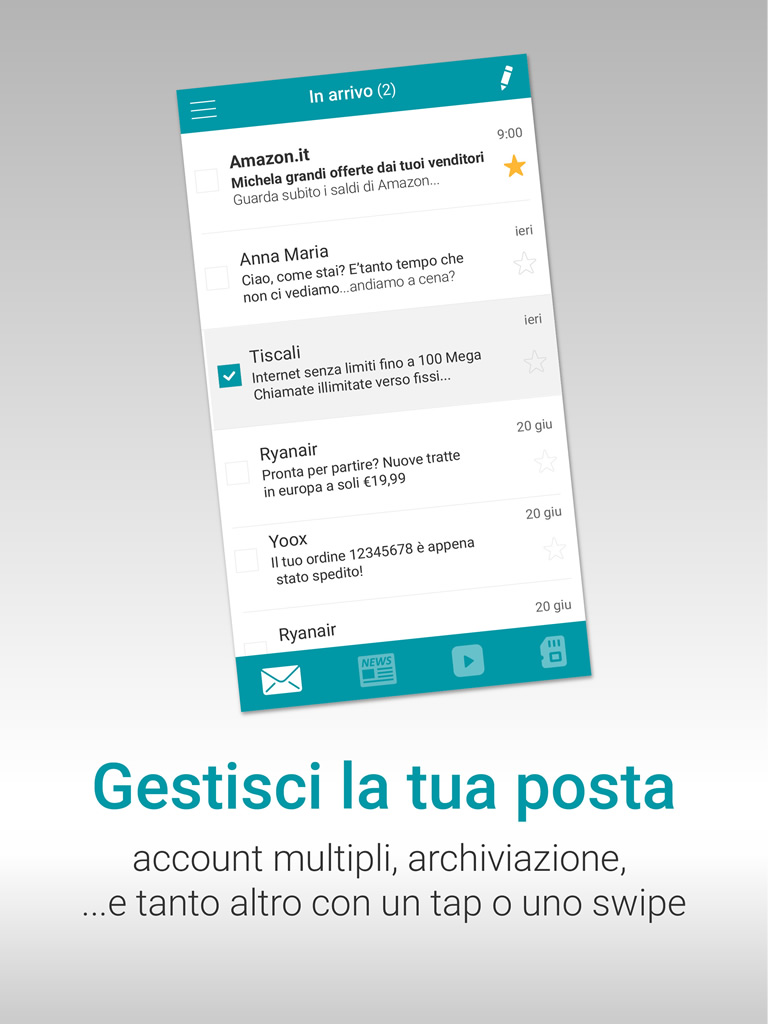 In arrivo (2)
9:00
Amazon.it
Michela grandi offerte dai tuoi venditori
Guarda subito i saldi di Amazon...
ieri
Anna Maria
Ciao, come stai? E'tanto tempo che
non ci vediamo...andiamo a cena?
ieri
Tiscali
Internet senza limiti fino a 100 Mega
Chiamate illimitate verso fissi...
20 giu
Ryanair
Pronta per partire? Nuove tratte
in europa a soli €19,99
20 giu
Yoox
Il tuo ordine 12345678 è appena
stato spedito!
20 giu
Ryanair
NEWS
Gestisci la tua posta
account multipli, archiviazione,
...e tanto altro con un tap o uno swipe